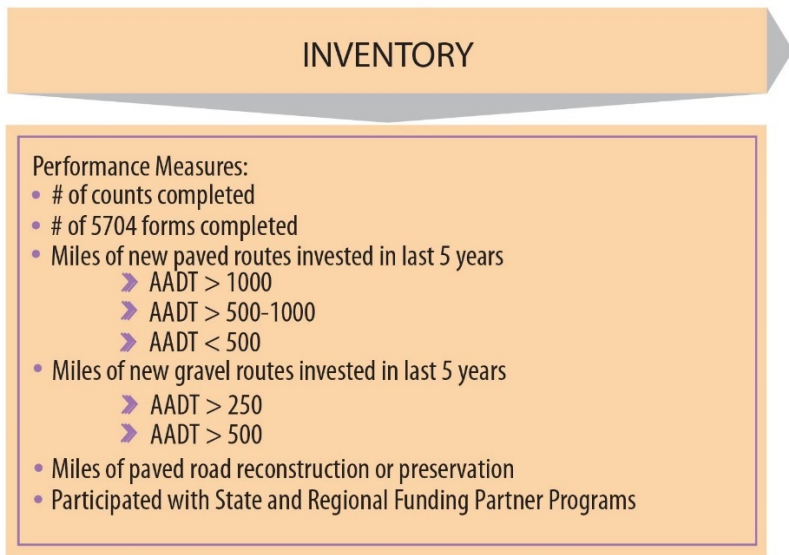 INVENTORY
Performance Measures:
• # of counts completed
• # of 5704 forms completed
• Miles of new paved routes invested in last 5 years
AADT > 1000
AADT > 500-1000
AADT < 500
• Miles of new gravel routes invested in last 5 years
AADT > 250
AADT > 500
• Miles of paved road reconstruction or preservation
• Participated with State and Regional Funding Partner Programs